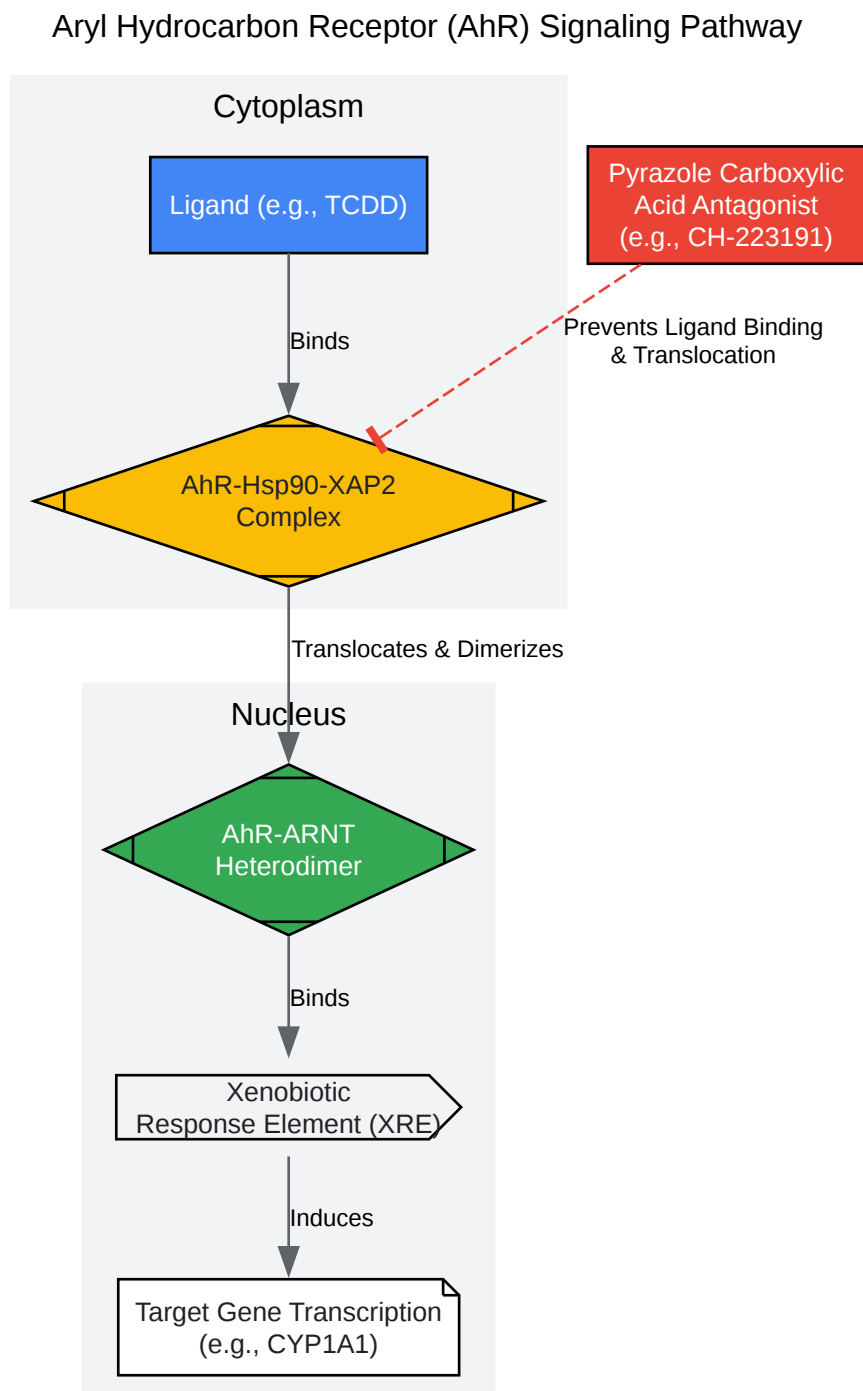 Aryl Hydrocarbon Receptor (AhR) Signaling Pathway
Cytoplasm
Ligand (e.g., TCDD)
Pyrazole Carboxylic
Acid Antagonist
(e.g., CH-223191)
Binds
Prevents Ligand Binding
& Translocation
AhR-Hsp90-XAP2
Complex
Translocates & Dimerizes
Nucleus
AhR-ARNT
Heterodimer
Binds
Xenobiotic
Response Element (XRE)
Induces
Target Gene Transcription
(e.g., CYP1A1)